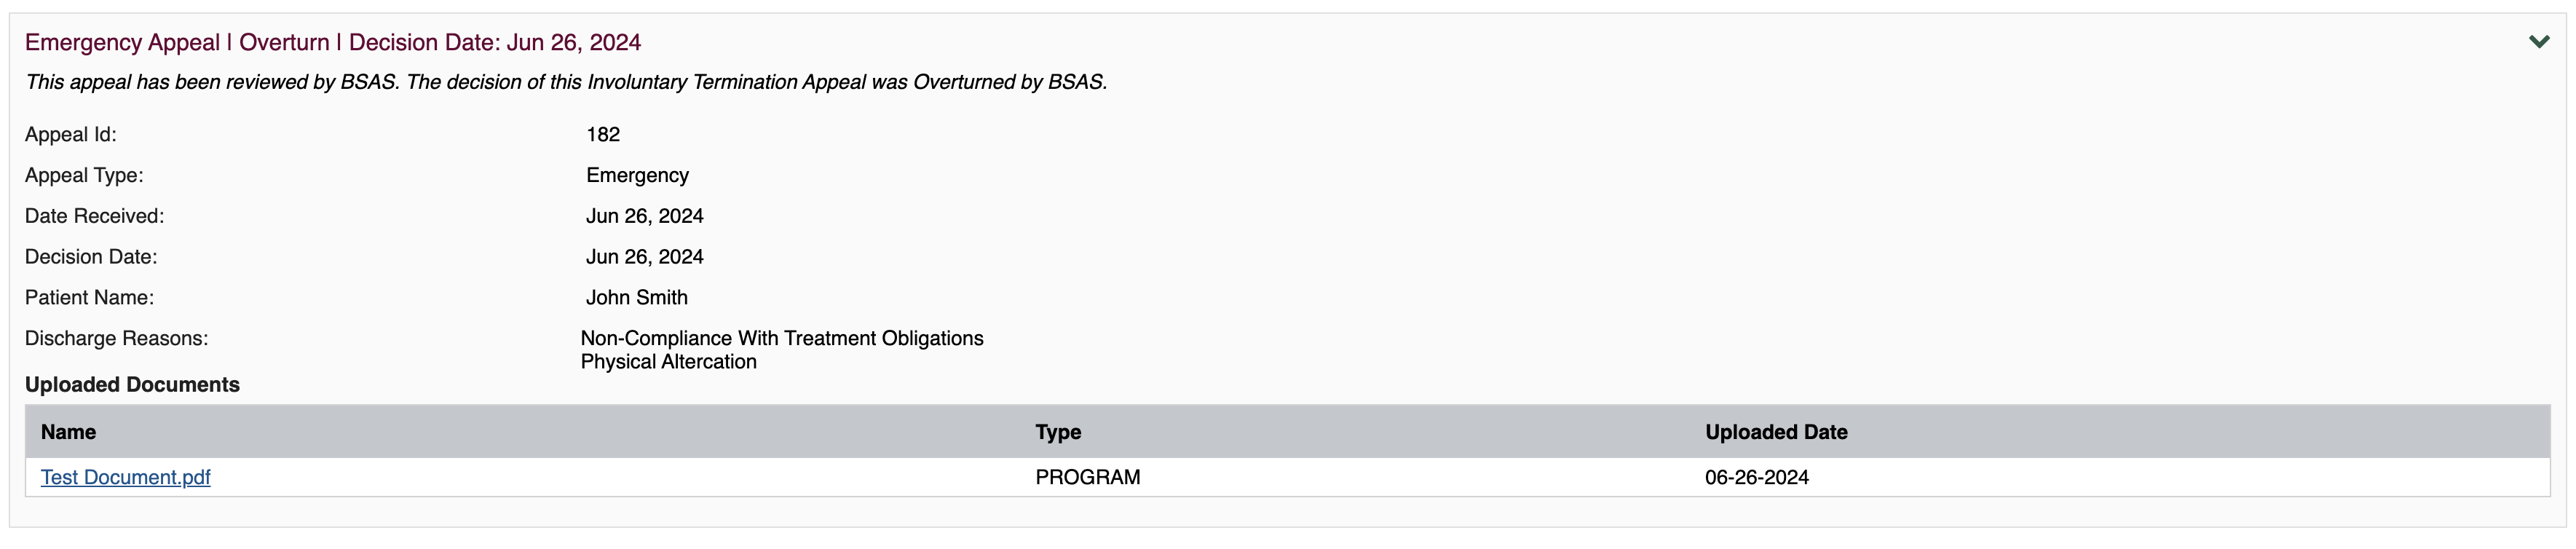 Emergency Appeal | Overturn | Decision Date: Jun 26, 2024
This appeal has been reviewed by BSAS. The decision of this Involuntary Termination Appeal was Overturned by BSAS.
Appeal Id: 182
Appeal Type: Emergency
Date Received: Jun 26, 2024
Decision Date: Jun 26, 2024
Patient Name: John Smith
Discharge Reasons: Non-Compliance With Treatment Obligations
Physical Altercation
Uploaded Documents
Name Type Uploaded Date
Test Document.pdf PROGRAM 06-26-2024